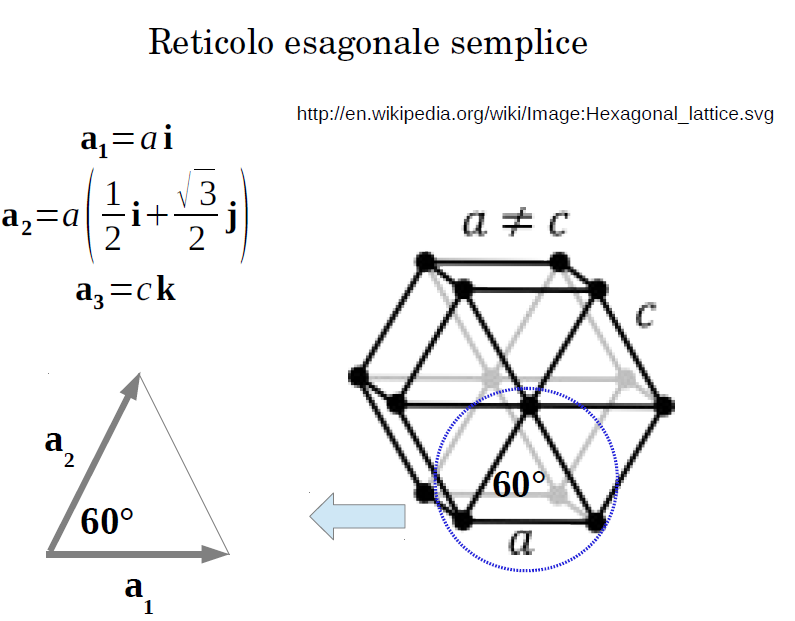 Reticolo esagonale semplice
http://en.wikipedia.org/wiki/Image:Hexagonal_lattice.svg
a₁=a i
a₂=a(1/2 i+√3/2 j)
a₃=c k
a ≠ c
c
a₂
60°
a₁
60°
a